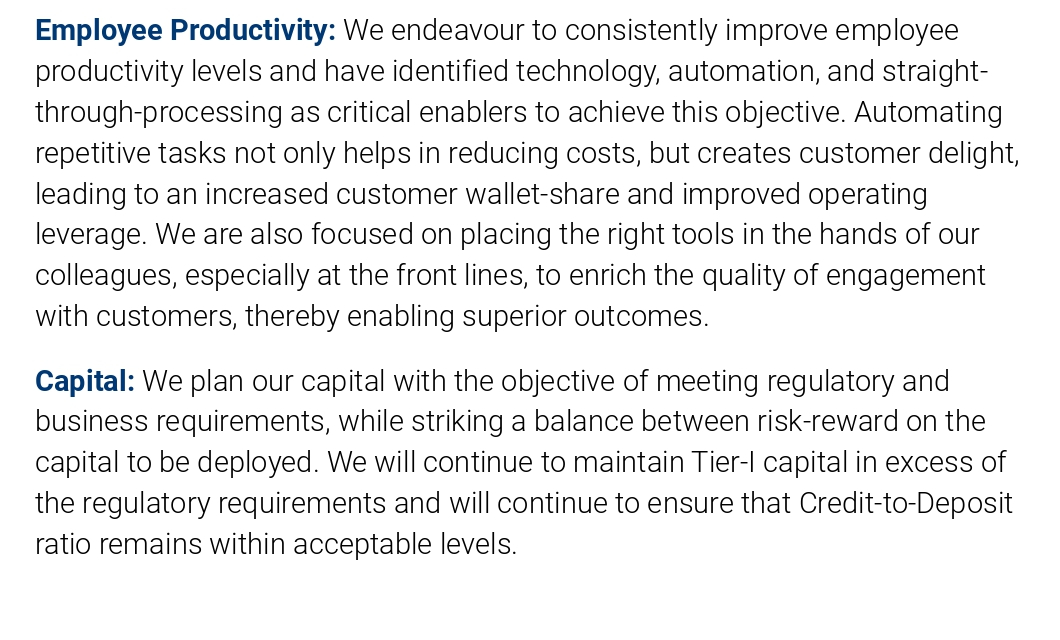 Employee Productivity: We endeavour to consistently improve employee
productivity levels and have identified technology, automation, and straight-
through-processing as critical enablers to achieve this objective. Automating
repetitive tasks not only helps in reducing costs, but creates customer delight,
leading to an increased customer wallet-share and improved operating
leverage. We are also focused on placing the right tools in the hands of our
colleagues, especially at the front lines, to enrich the quality of engagement
with customers, thereby enabling superior outcomes.
Capital: We plan our capital with the objective of meeting regulatory and
business requirements, while striking a balance between risk-reward on the
capital to be deployed. We will continue to maintain Tier-I capital in excess of
the regulatory requirements and will continue to ensure that Credit-to-Deposit
ratio remains within acceptable levels.